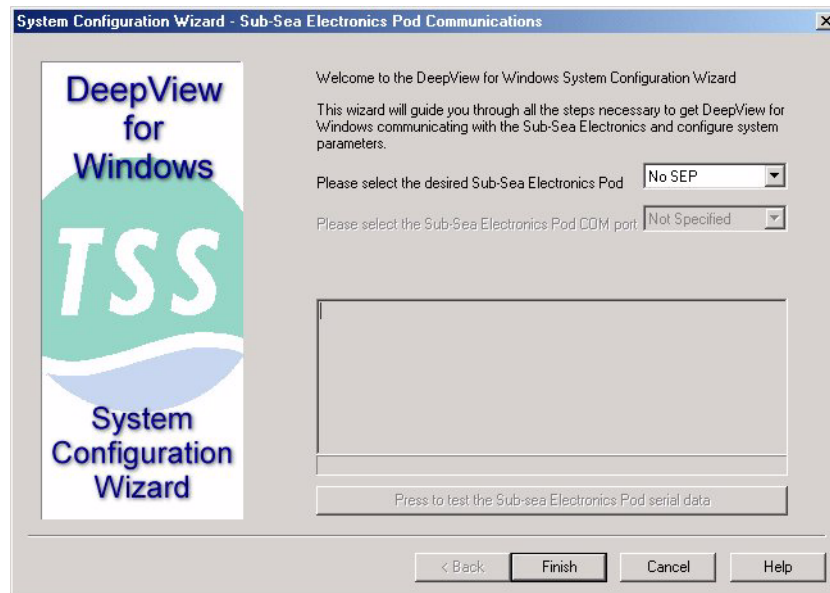 System Configuration Wizard - Sub-Sea Electronics Pod Communications
DeepView
for
Windows
TSS
System
Configuration
Wizard
Welcome to the DeepView for Windows System Configuration Wizard
This wizard will guide you through all the steps necessary to get DeepView for
Windows communicating with the Sub-Sea Electronics and configure system
parameters.
Please select the desired Sub-Sea Electronics Pod No SEP
Please select the Sub-Sea Electronics Pod COM port Not Specified
Press to test the Sub-sea Electronics Pod serial data
< Back Finish Cancel Help